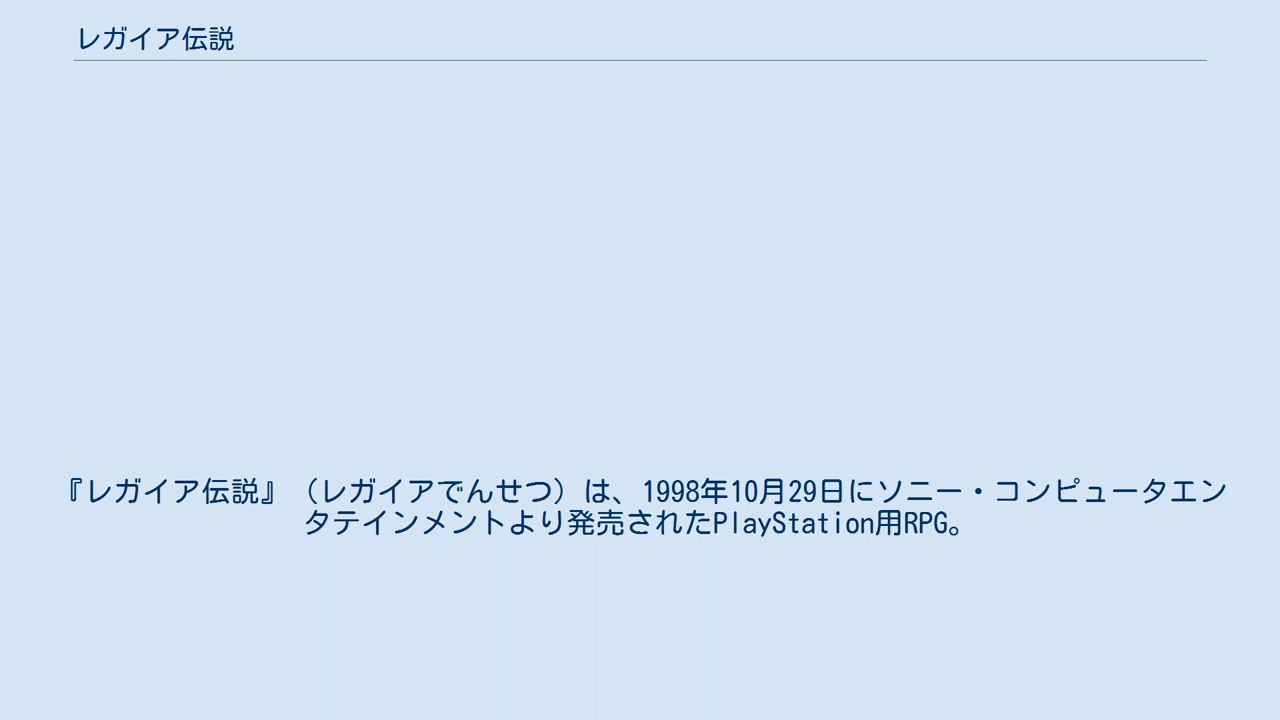 レガイア伝説
『レガイア伝説』（レガイアでんせつ）は、1998年10月29日にソニー・コンピュータエン
タテインメントより発売されたPlayStation用RPG。